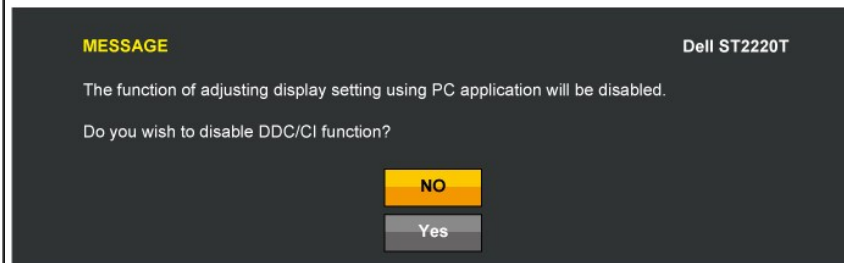 MESSAGE Dell ST2220T
The function of adjusting display setting using PC application will be disabled.
Do you wish to disable DDC/CI function?
NO
Yes